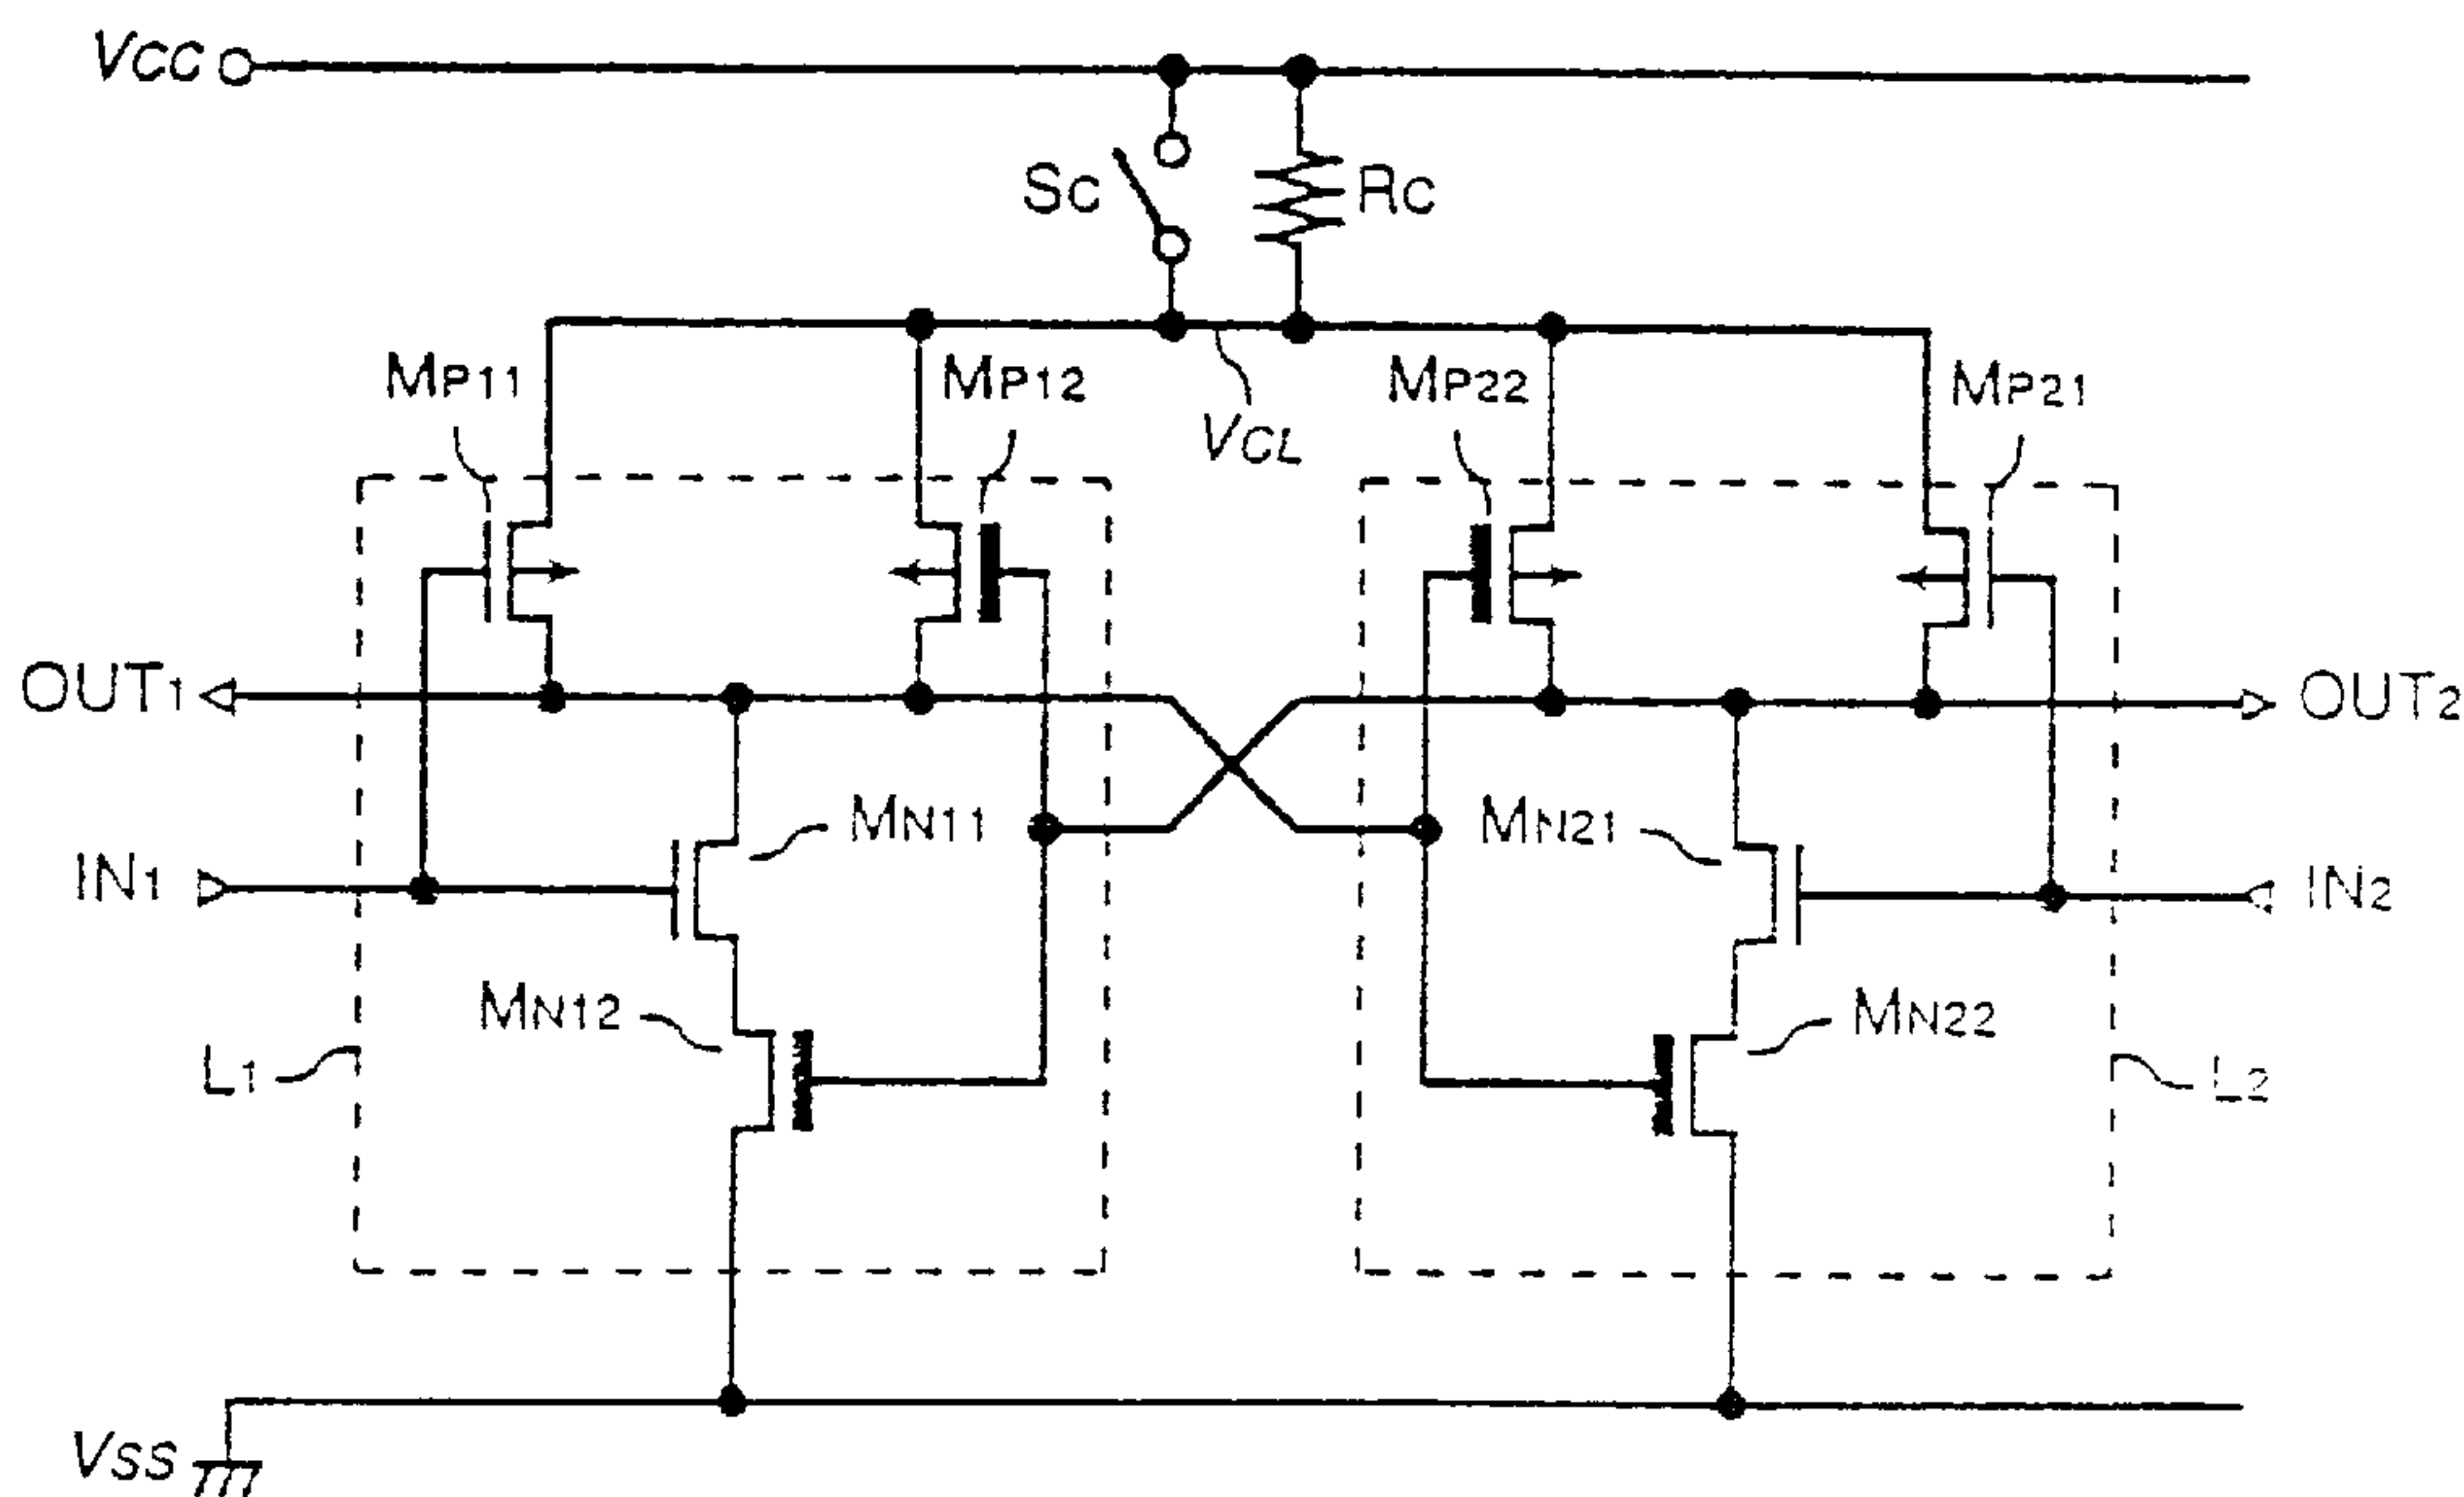 VCC
SC RC
MP11 MP12 MP22 MP21
VCL
OUT1 OUT2
MN11 MN21
IN1 IN2
MN12 MN22
L1 L2
VSS